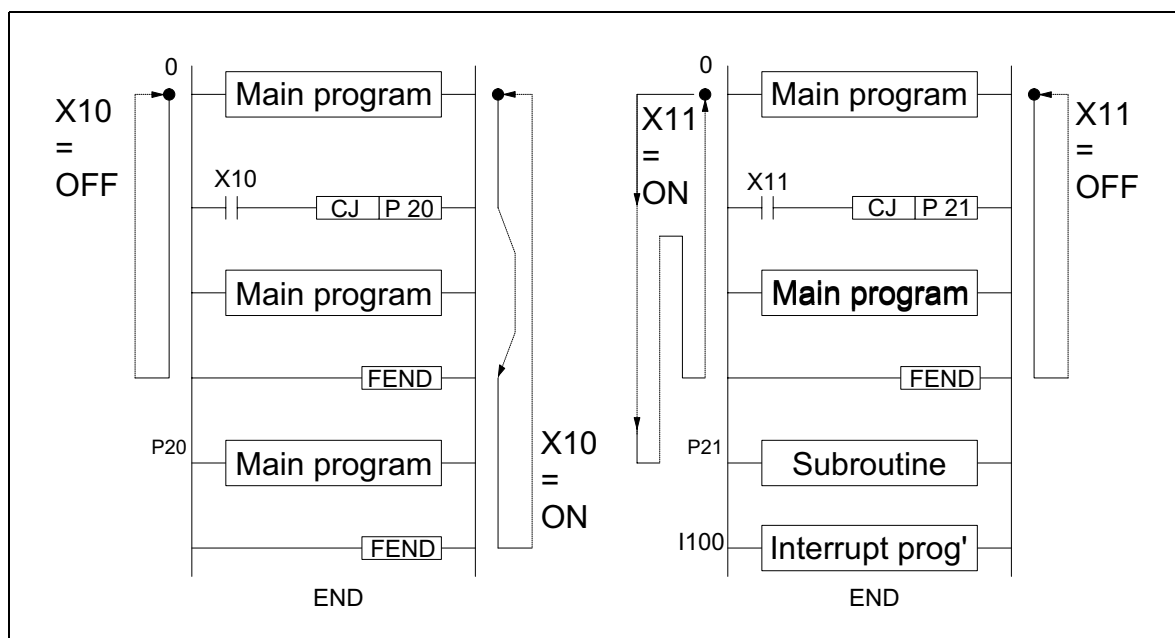 0
Main program
X10
=
OFF
X10
CJ P 20
Main program
FEND
P20
Main program
X10
=
ON
FEND
END
0
Main program
X11
=
ON
X11
=
OFF
X11
CJ P 21
Main program
FEND
P21
Subroutine
I100
Interrupt prog'
END